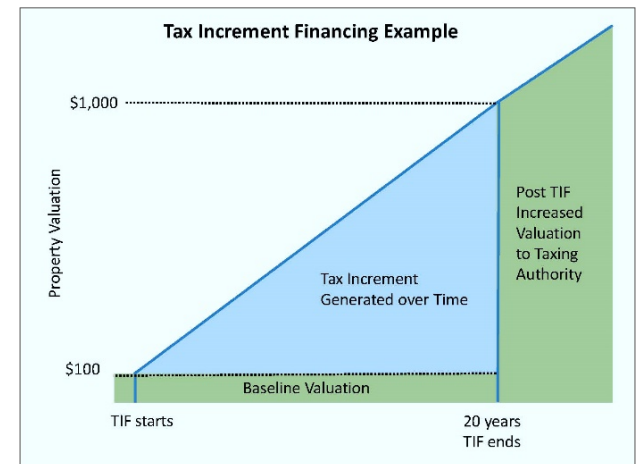 Tax Increment Financing Example
$1,000
Property Valuation
Post TIF
Increased
Valuation
to Taxing
Authority
Tax Increment
Generated over Time
$100
Baseline Valuation
TIF starts
20 years
TIF ends